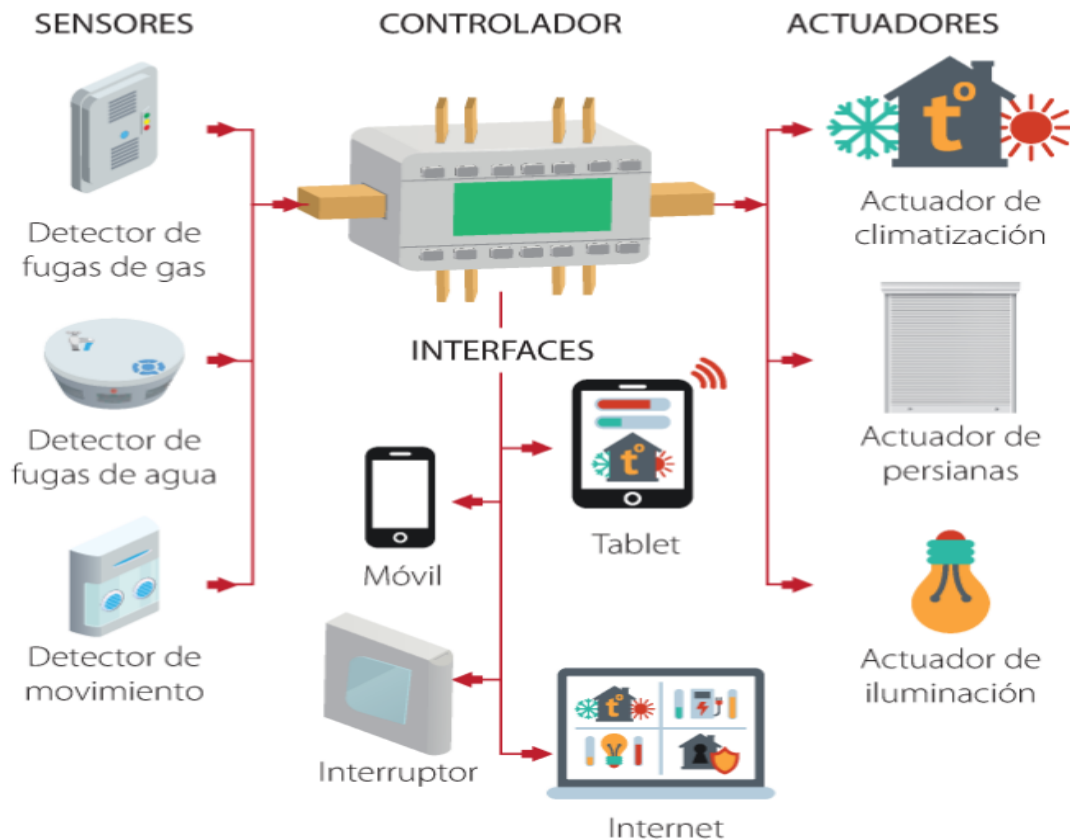 SENSORES
CONTROLADOR
ACTUADORES
Detector de
fugas de gas
Detector de
fugas de agua
Detector de
movimiento
INTERFACES
Tablet
Móvil
Interruptor
Internet
t°
Actuador de
climatización
Actuador de
persianas
Actuador de
iluminación
t°
t°